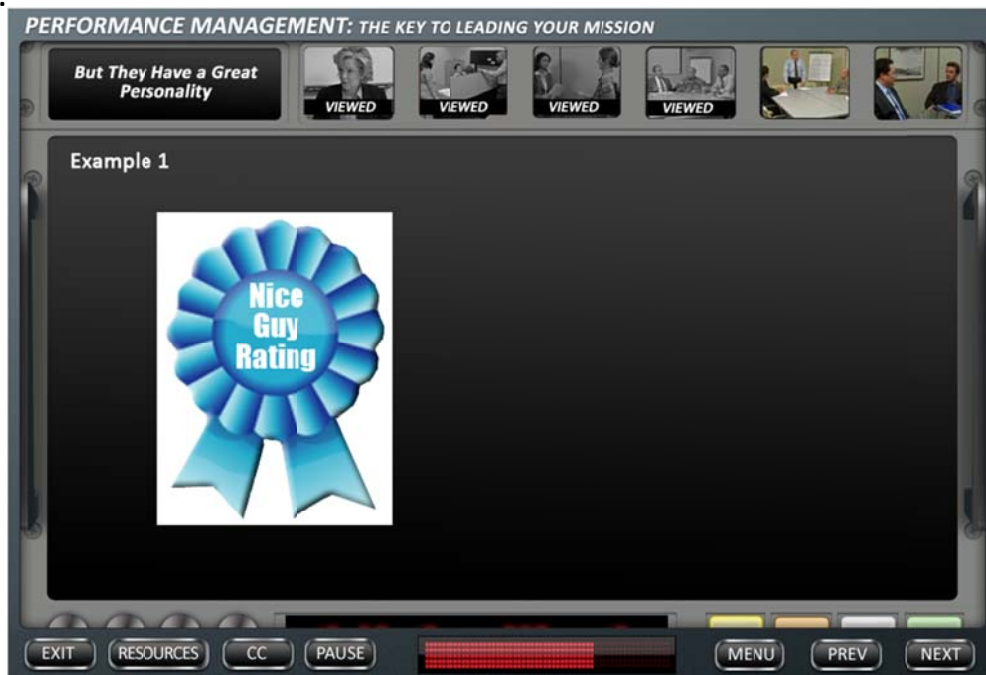 PERFORMANCE MANAGEMENT: THE KEY TO LEADING YOUR MISSION
But They Have a Great
Personality
VIEWED
VIEWED
VIEWED
VIEWED
Example 1
Nice
Guy
Rating
EXIT
RESOURCES
CC
PAUSE
MENU
PREV
NEXT